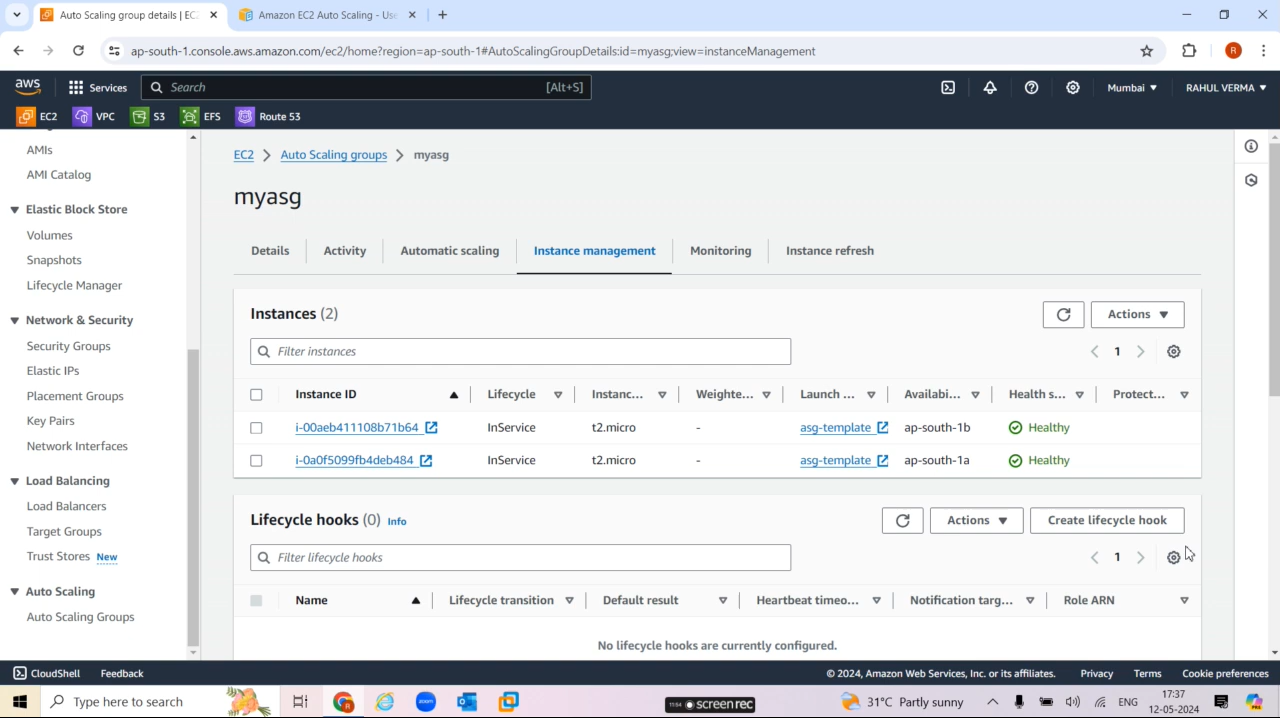 Auto Scaling group details | EC
Amazon EC2 Auto Scaling - Use
ap-south-1.console.aws.amazon.com/ec2/home?region=ap-south-1#AutoScalingGroupDetails:id=myasg;view=instanceManagement
R
aws Services Search [Alt+S] Mumbai RAHUL VERMA
EC2 VPC S3 EFS Route 53
AMIs
AMI Catalog
Elastic Block Store
Volumes
Snapshots
Lifecycle Manager
Network & Security
Security Groups
Elastic IPs
Placement Groups
Key Pairs
Network Interfaces
Load Balancing
Load Balancers
Target Groups
Trust Stores New
Auto Scaling
Auto Scaling Groups
EC2 Auto Scaling groups myasg
myasg
Details Activity Automatic scaling Instance management Monitoring Instance refresh
Instances (2) Actions
Filter instances 1
Instance ID Lifecycle Instanc... Weighte... Launch ... Availabi... Health s... Protect...
i-00aeb411108b71b64 InService t2.micro - asg-template ap-south-1b Healthy
i-0a0f5099fb4deb484 InService t2.micro - asg-template ap-south-1a Healthy
Lifecycle hooks (0) Info Actions Create lifecycle hook
Filter lifecycle hooks 1
Name Lifecycle transition Default result Heartbeat timeo... Notification targ... Role ARN
No lifecycle hooks are currently configured.
CloudShell Feedback © 2024, Amazon Web Services, Inc. or its affiliates. Privacy Terms Cookie preferences
Type here to search zoom 11:54 screenrec 31°C Partly sunny ENG 17:37
12-05-2024